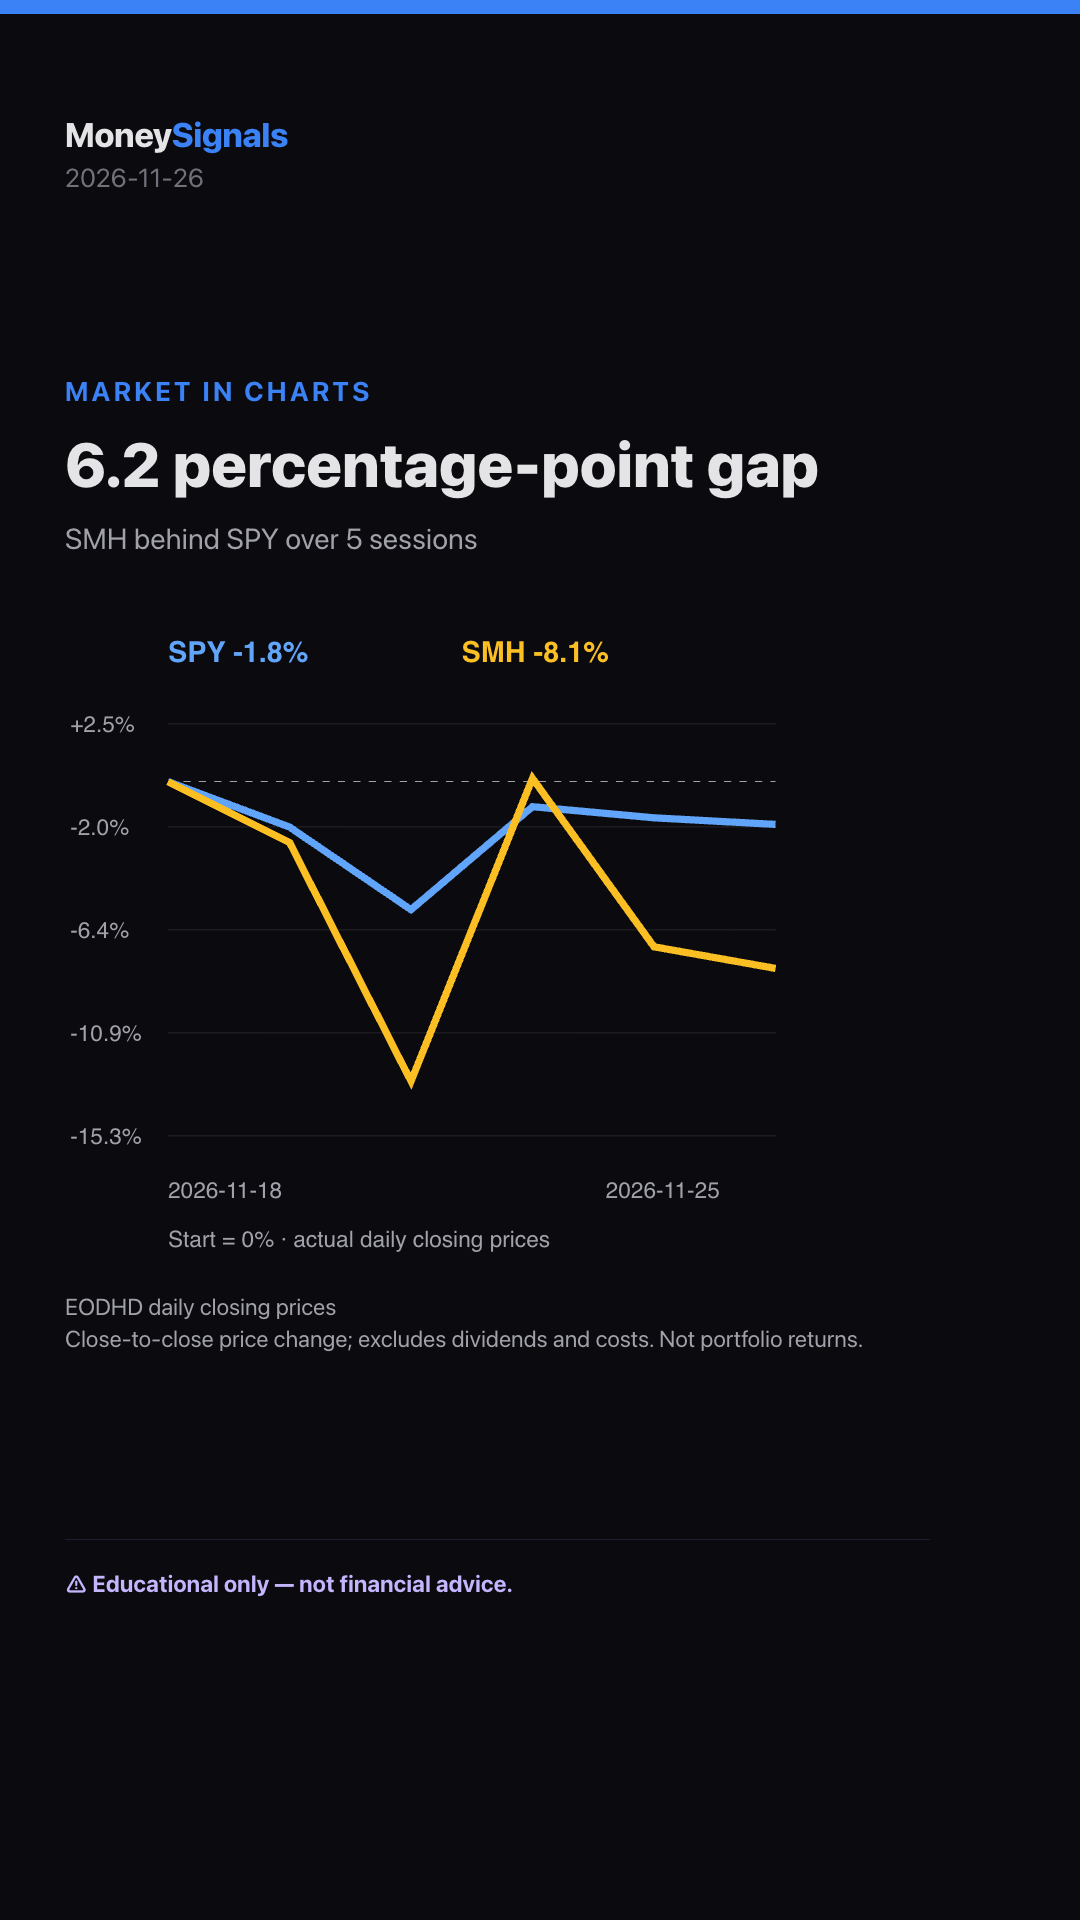 MoneySignals
2026-11-26
MARKET IN CHARTS
6.2 percentage-point gap
SMH behind SPY over 5 sessions
SPY -1.8% SMH -8.1%
+2.5%
-2.0%
-6.4%
-10.9%
-15.3%
2026-11-18 2026-11-25
Start = 0% · actual daily closing prices
EODHD daily closing prices
Close-to-close price change; excludes dividends and costs. Not portfolio returns.
⚠ Educational only — not financial advice.